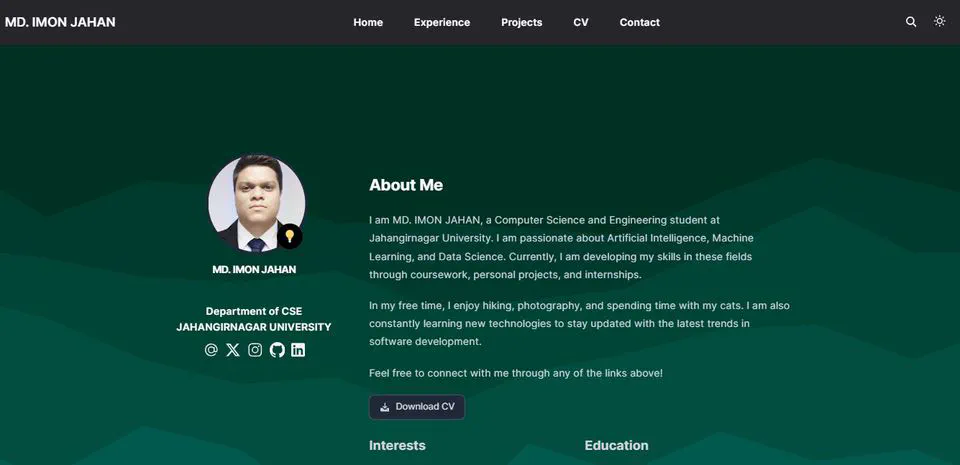 MD. IMON JAHAN
Home Experience Projects CV Contact
MD. IMON JAHAN
Department of CSE
JAHANGIRNAGAR UNIVERSITY
About Me
I am MD. IMON JAHAN, a Computer Science and Engineering student at
Jahangirnagar University. I am passionate about Artificial Intelligence, Machine
Learning, and Data Science. Currently, I am developing my skills in these fields
through coursework, personal projects, and internships.
In my free time, I enjoy hiking, photography, and spending time with my cats. I am also
constantly learning new technologies to stay updated with the latest trends in
software development.
Feel free to connect with me through any of the links above!
Download CV
Interests Education